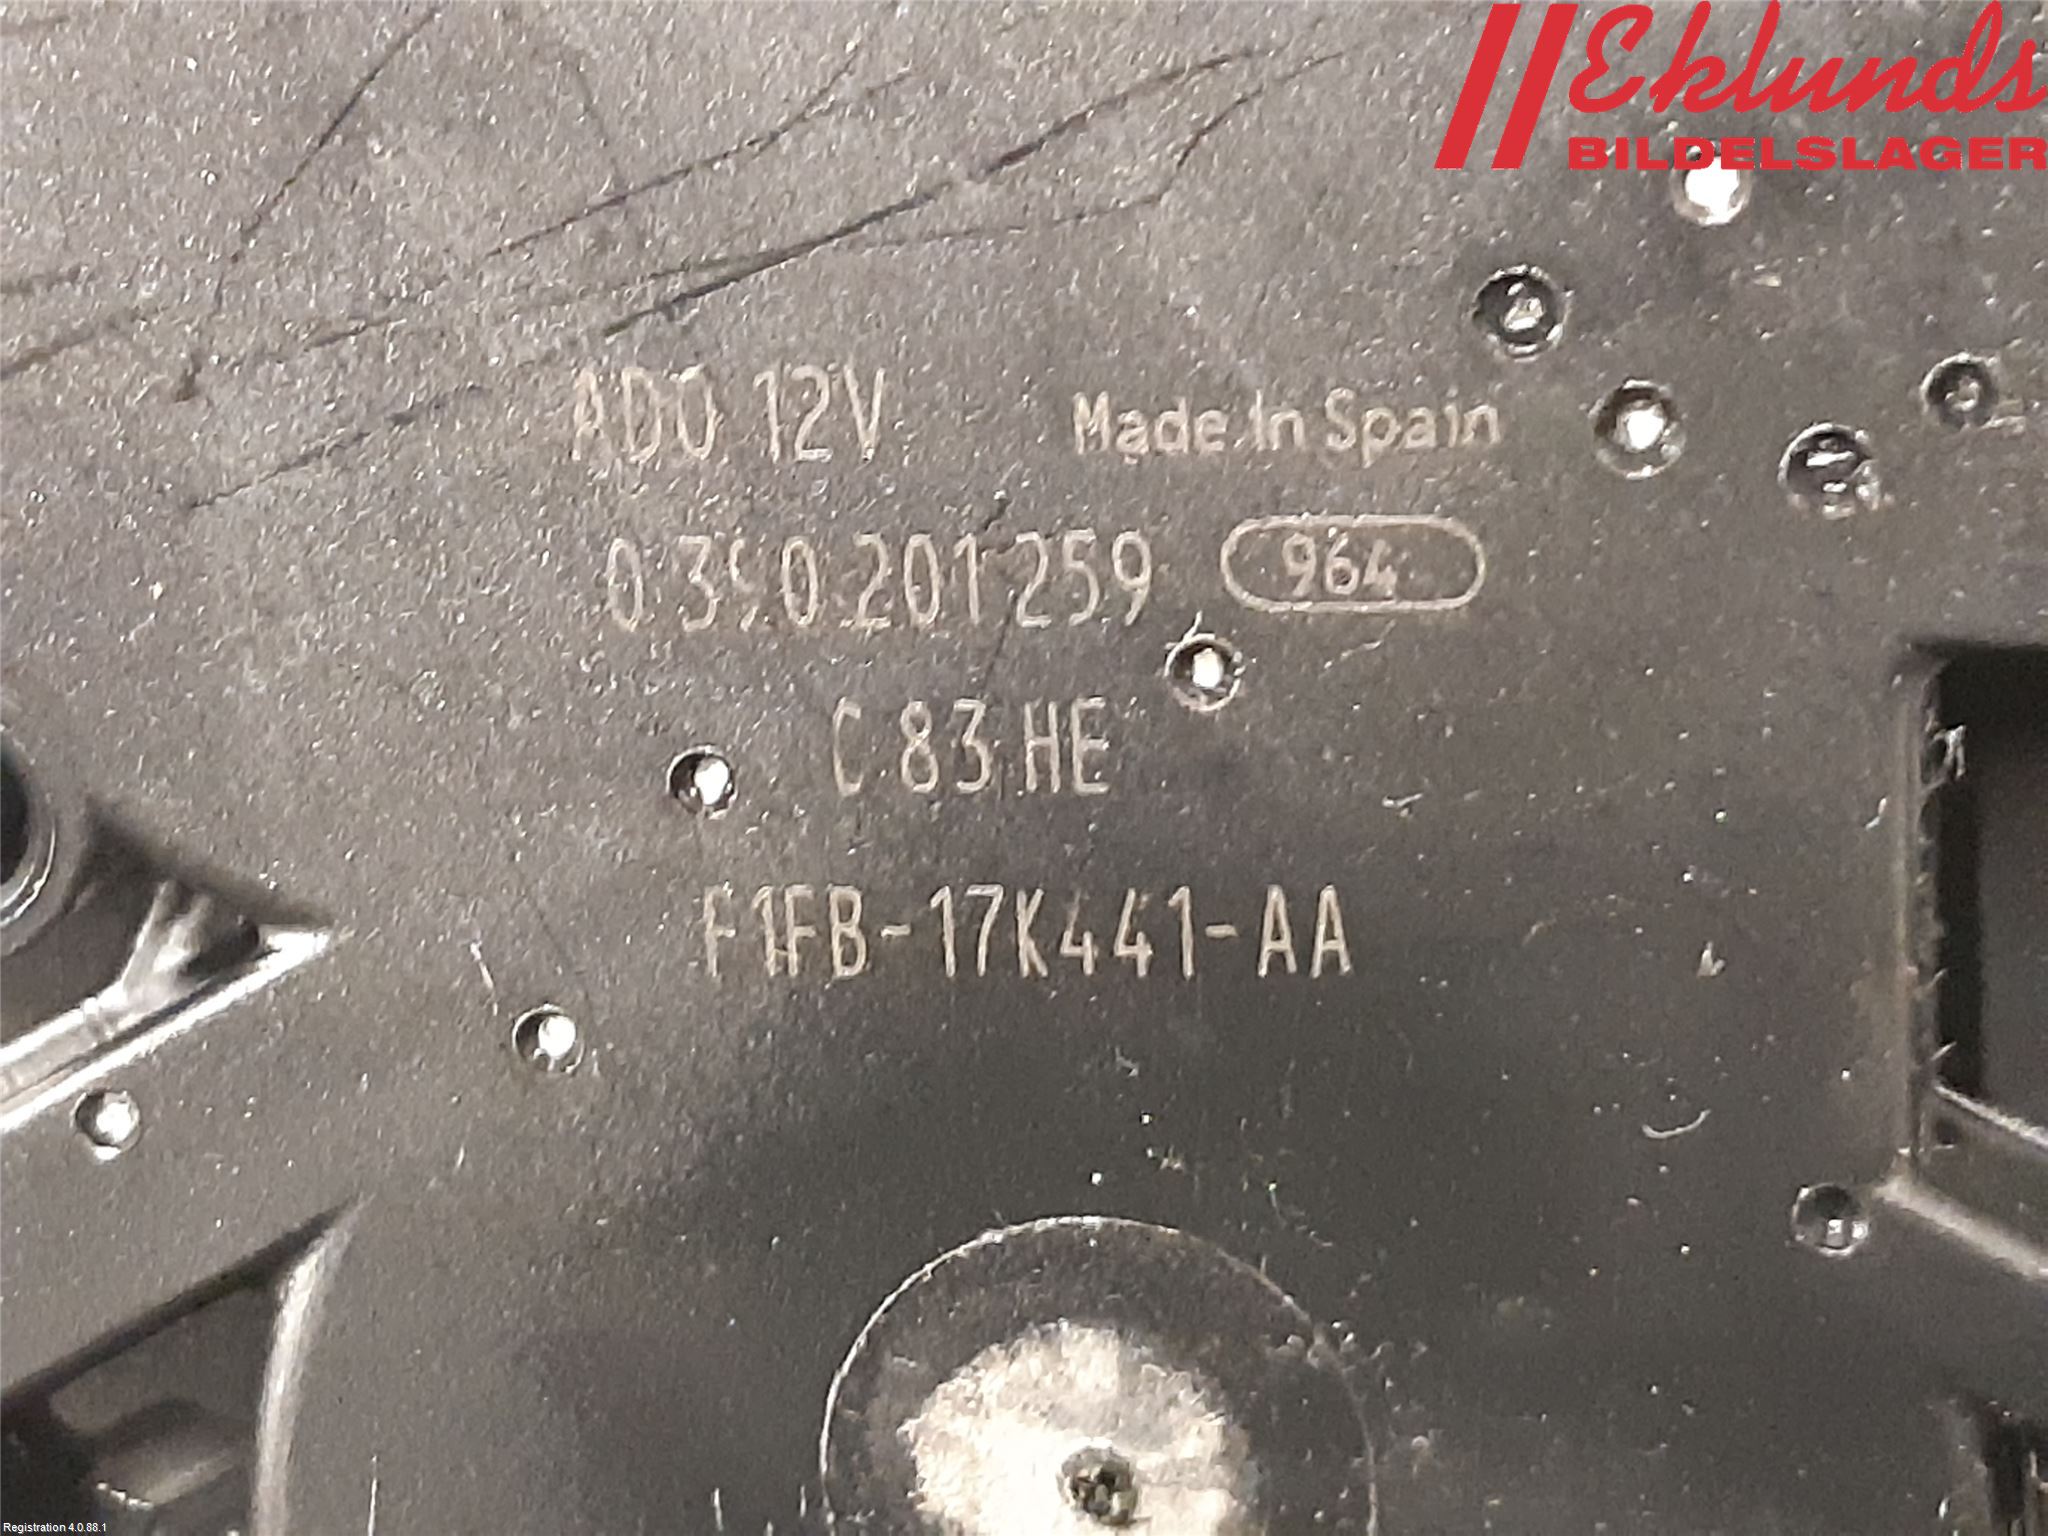 Eklunds
BILDELSLAGER
ADO 12V Made In Spain
0 390 201 259 964
C 83 HE
F1FB-17K441-AA
Registration 4.0.88.1